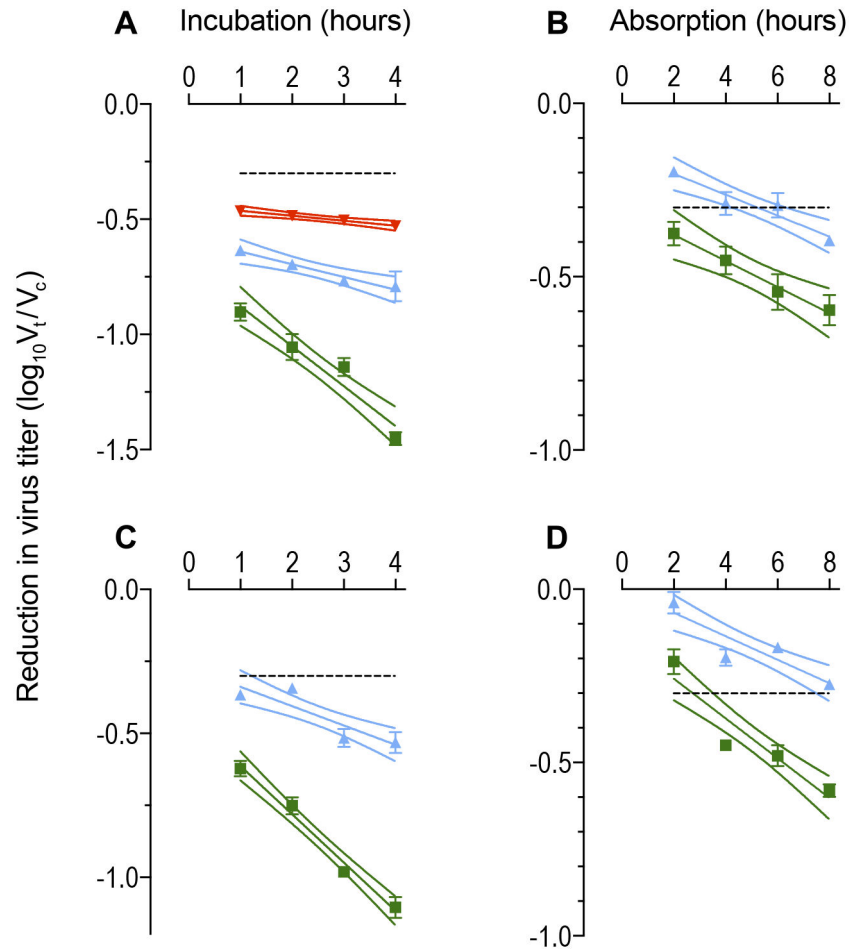 A Incubation (hours)
B Absorption (hours)
0 1 2 3 4
0 2 4 6 8
0.0
-0.5
-1.0
-1.5
0.0
-0.5
-1.0
Reduction in virus titer (log10Vt/Vc)
C
D
0 1 2 3 4
0 2 4 6 8
0.0
-0.5
-1.0
0.0
-0.5
-1.0